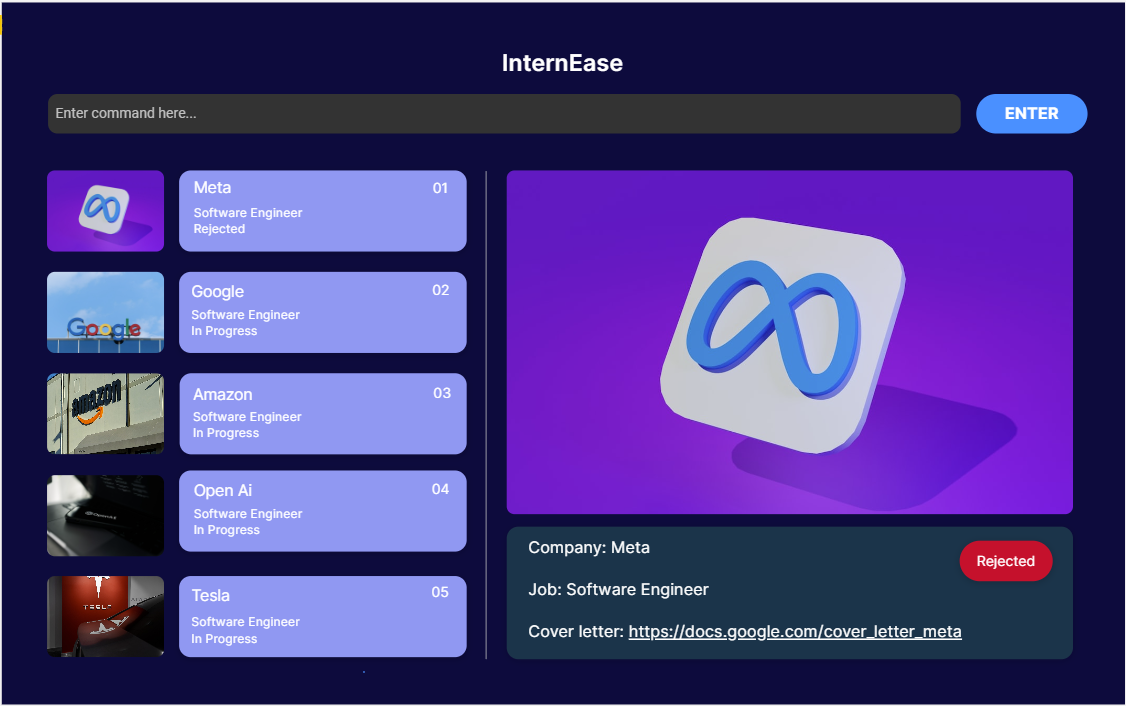 InternEase
Enter command here...
ENTER
Meta
01
Software Engineer
Rejected
Google
Google
02
Software Engineer
In Progress
amazon
Amazon
03
Software Engineer
In Progress
Open Ai
04
Software Engineer
In Progress
TESLA
Tesla
05
Software Engineer
In Progress
Company: Meta
Rejected
Job: Software Engineer
Cover letter: https://docs.google.com/cover_letter_meta